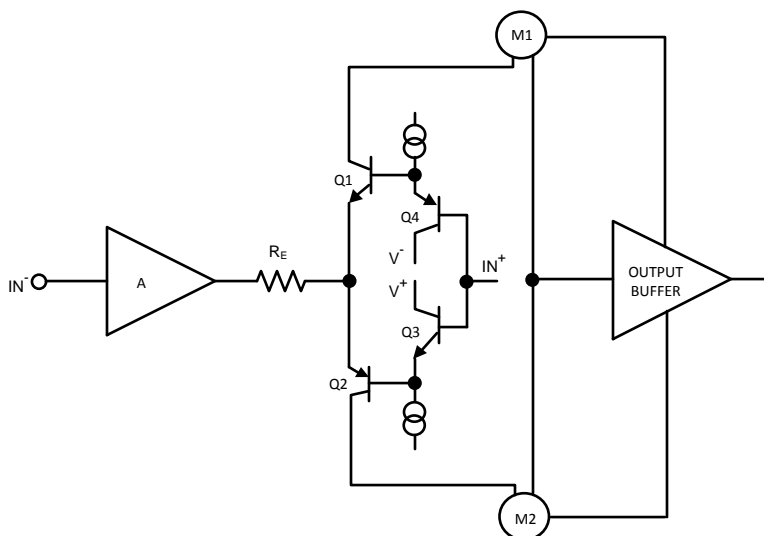 M1
Q1
Q4
V-
IN+
V+
IN-
A
RE
OUTPUT
BUFFER
Q3
Q2
M2